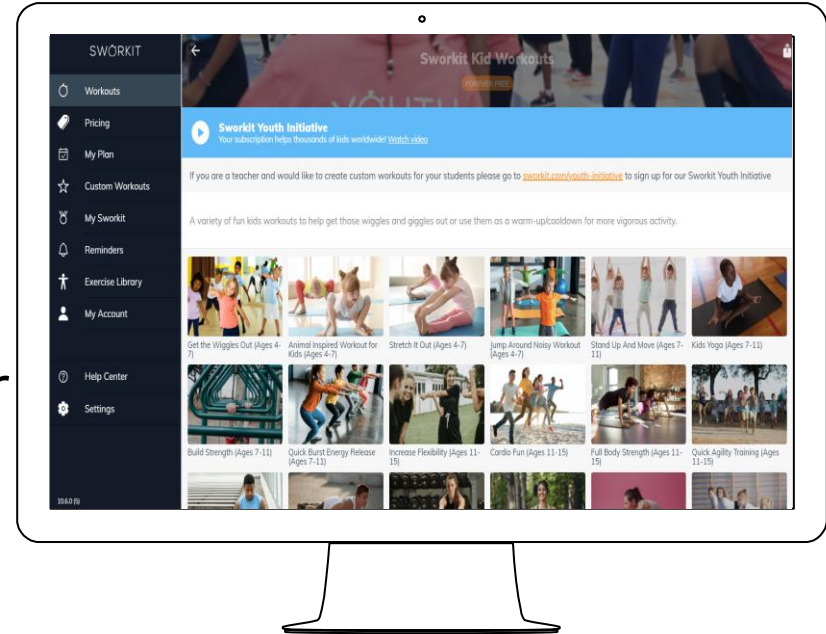 SWORKIT
Workouts
Pricing
My Plan
Custom Workouts
My Sworkit
Reminders
Exercise Library
My Account
Help Center
Settings
10.6.0 (5)
Sworkit Kid Workouts
FOREVER FREE
YOUTH
Sworkit Youth Initiative
Your subscription helps thousands of kids worldwide! Watch video
If you are a teacher and would like to create custom workouts for your students please go to sworkit.com/youth-initiative to sign up for our Sworkit Youth Initiative
A variety of fun kids workouts to help get those wiggles and giggles out or use them as a warm-up/cooldown for more vigorous activity.
Get the Wiggles Out (Ages 4-
7)
Animal Inspired Workout for
Kids (Ages 4-7)
Stretch It Out (Ages 4-7)
Jump Around Noisy Workout
(Ages 4-7)
Stand Up And Move (Ages 7-
11)
Kids Yoga (Ages 7-11)
Build Strength (Ages 7-11)
Quick Burst Energy Release
(Ages 7-11)
Increase Flexibility (Ages 11-
15)
Cardio Fun (Ages 11-15)
Full Body Strength (Ages 11-
15)
Quick Agility Training (Ages
11-15)